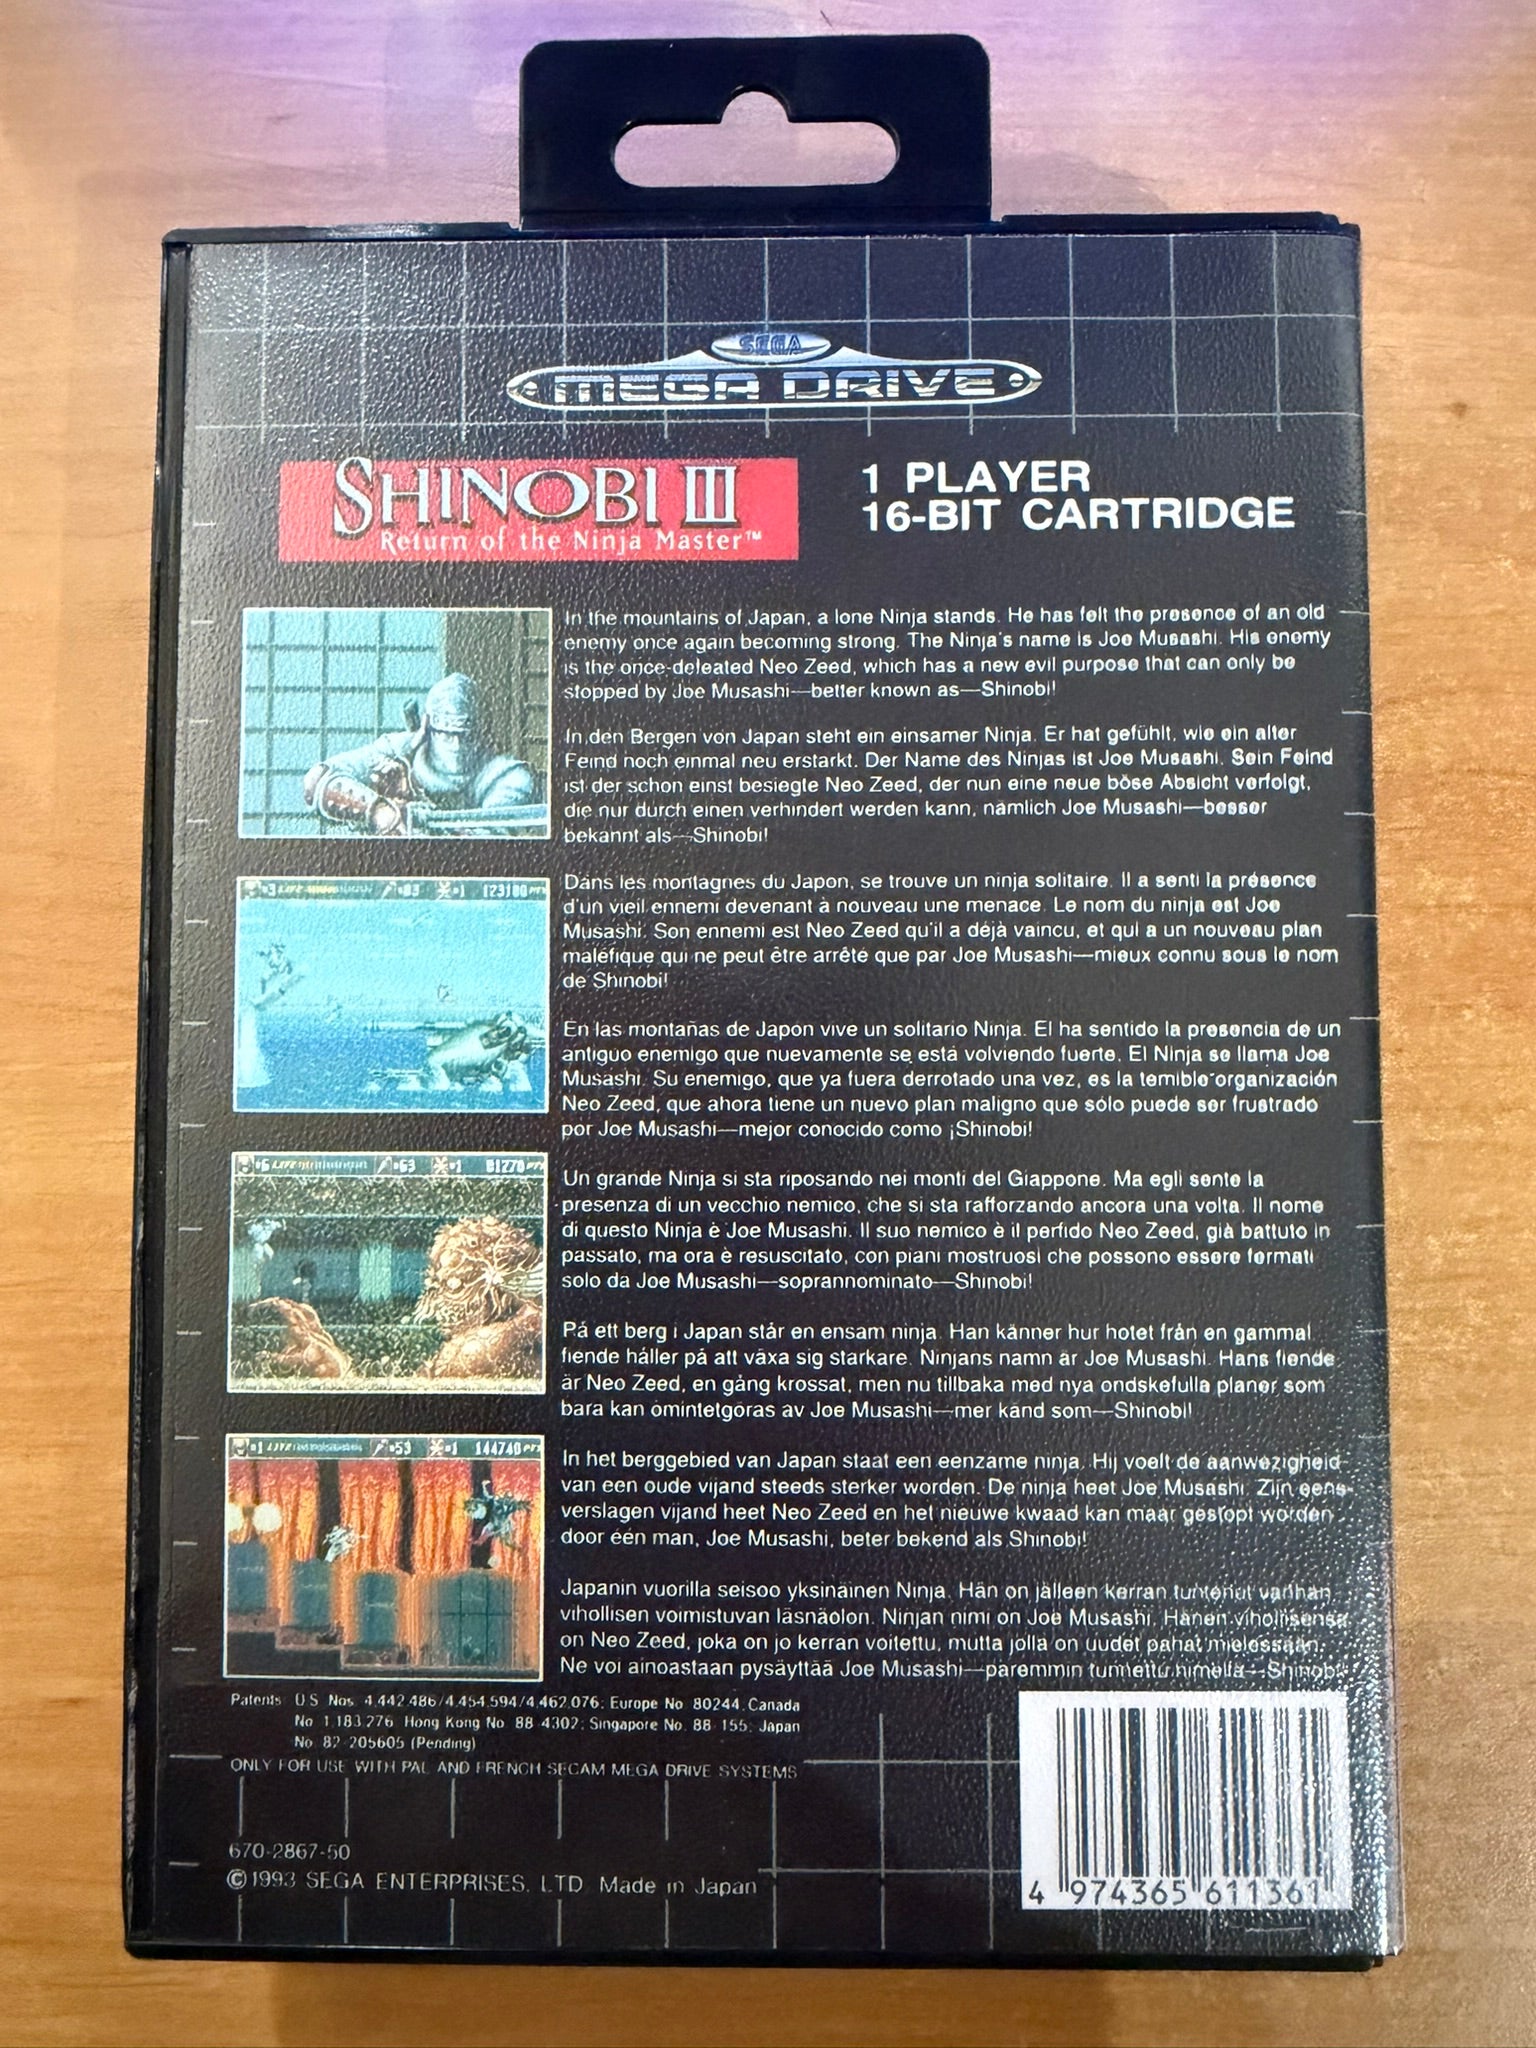 SEGA
MEGA DRIVE
SHINOBI III
Return of the Ninja Master™
1 PLAYER
16-BIT CARTRIDGE
In the mountains of Japan, a lone Ninja stands. He has felt the presence of an old
enemy once again becoming strong. The Ninja's name is Joe Musashi. His enemy
is the once-defeated Neo Zeed, which has a new evil purpose that can only be
stopped by Joe Musashi—better known as—Shinobi!
In den Bergen von Japan steht ein einsamer Ninja. Er hat gefühlt, wie ein alter
Feind noch einmal neu erstarkt. Der Name des Ninjas ist Joe Musashi. Sein Feind
ist der schon einst besiegte Neo Zeed, der nun eine neue böse Absicht verfolgt,
die nur durch einen verhindert werden kann, nämlich Joe Musashi—besser
bekannt als—Shinobi!
x3 LIFE x83 x1 123100 PTS
Dans les montagnes du Japon, se trouve un ninja solitaire. Il a senti la présence
d'un vieil ennemi devenant à nouveau une menace. Le nom du ninja est Joe
Musashi. Son ennemi est Neo Zeed qu'il a déjà vaincu, et qui a un nouveau plan
maléfique qui ne peut être arrêté que par Joe Musashi—mieux connu sous le nom
de Shinobi!
En las montañas de Japón vive un solitario Ninja. El ha sentido la presencia de un
antiguo enemigo que nuevamente se está volviendo fuerte. El Ninja se llama Joe
Musashi. Su enemigo, que ya fuera derrotado una vez, es la temible organización
Neo Zeed, que ahora tiene un nuevo plan maligno que sólo puede ser frustrado
por Joe Musashi—mejor conocido como ¡Shinobi!
x6 LIFE x63 x1 81270 PTS
Un grande Ninja si sta riposando nei monti del Giappone. Ma egli sente la
presenza di un vecchio nemico, che si sta rafforzando ancora una volta. Il nome
di questo Ninja è Joe Musashi. Il suo nemico è il perfido Neo Zeed, già battuto in
passato, ma ora è resuscitato, con piani mostruosi che possono essere fermati
solo da Joe Musashi—soprannominato—Shinobi!
På ett berg i Japan står en ensam ninja. Han känner hur hotet från en gammal
fiende håller på att växa sig starkare. Ninjans namn är Joe Musashi. Hans fiende
är Neo Zeed, en gång krossat, men nu tillbaka med nya ondskefulla planer som
bara kan omintetgöras av Joe Musashi—mer känd som—Shinobi!
x1 LIFE x53 x1 144740 PTS
In het berggebied van Japan staat een eenzame ninja. Hij voelt de aanwezigheid
van een oude vijand steeds sterker worden. De ninja heet Joe Musashi. Zijn eens-
verslagen vijand heet Neo Zeed en het nieuwe kwaad kan maar gestopt worden
door één man, Joe Musashi, beter bekend als Shinobi!
Japanin vuorilla seisoo yksinäinen Ninja. Hän on jälleen kerran tuntenut vanhan
vihollisen voimistuvan läsnäolon. Ninjan nimi on Joe Musashi. Hänen vihollisensa
on Neo Zeed, joka on jo kerran voitettu, mutta jolla on uudet pahat mielessään.
Ne voi ainoastaan pysäyttää Joe Musashi—paremmin tunnettu nimellä—Shinobi!
Patents: U.S. Nos. 4,442,486/4,454,594/4,462,076; Europe No. 80244; Canada
No. 1,183,276; Hong Kong No. 88-4302; Singapore No. 88-155; Japan
No. 82-205605 (Pending)
ONLY FOR USE WITH PAL AND FRENCH SECAM MEGA DRIVE SYSTEMS
670-2867-50
©1993 SEGA ENTERPRISES, LTD. Made in Japan
4 974365 611361